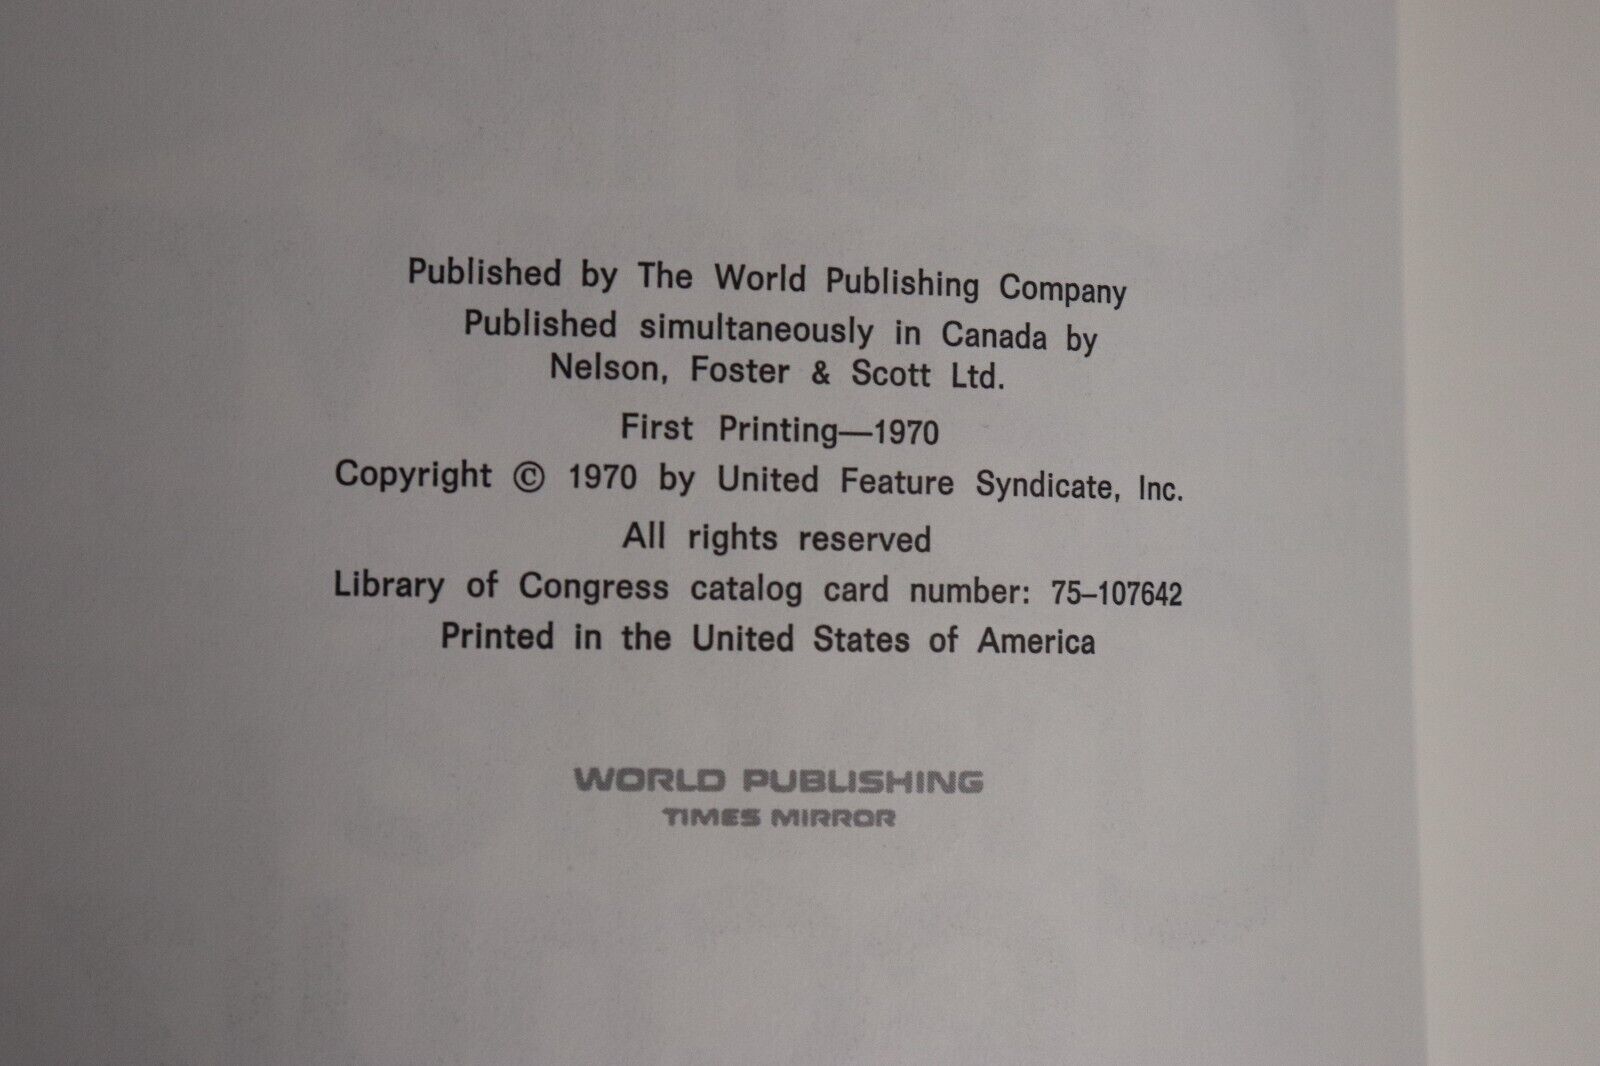 Published by The World Publishing Company
Published simultaneously in Canada by
Nelson, Foster & Scott Ltd.
First Printing—1970
Copyright © 1970 by United Feature Syndicate, Inc.
All rights reserved
Library of Congress catalog card number: 75–107642
Printed in the United States of America
WORLD PUBLISHING
TIMES MIRROR